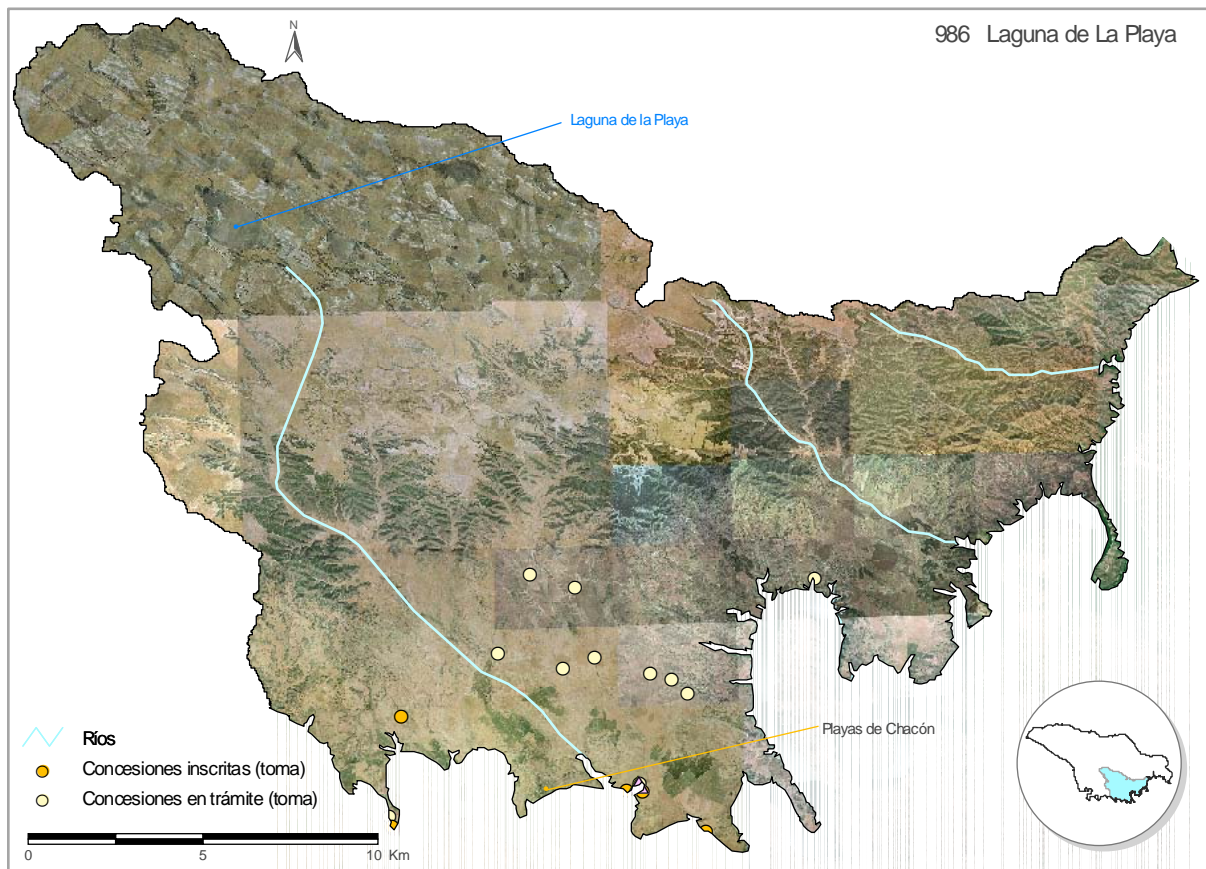 986 Laguna de La Playa
N
Laguna de la Playa
Playas de Chacón
Ríos
Concesiones inscritas (toma)
Concesiones en trámite (toma)
0 5 10 Km